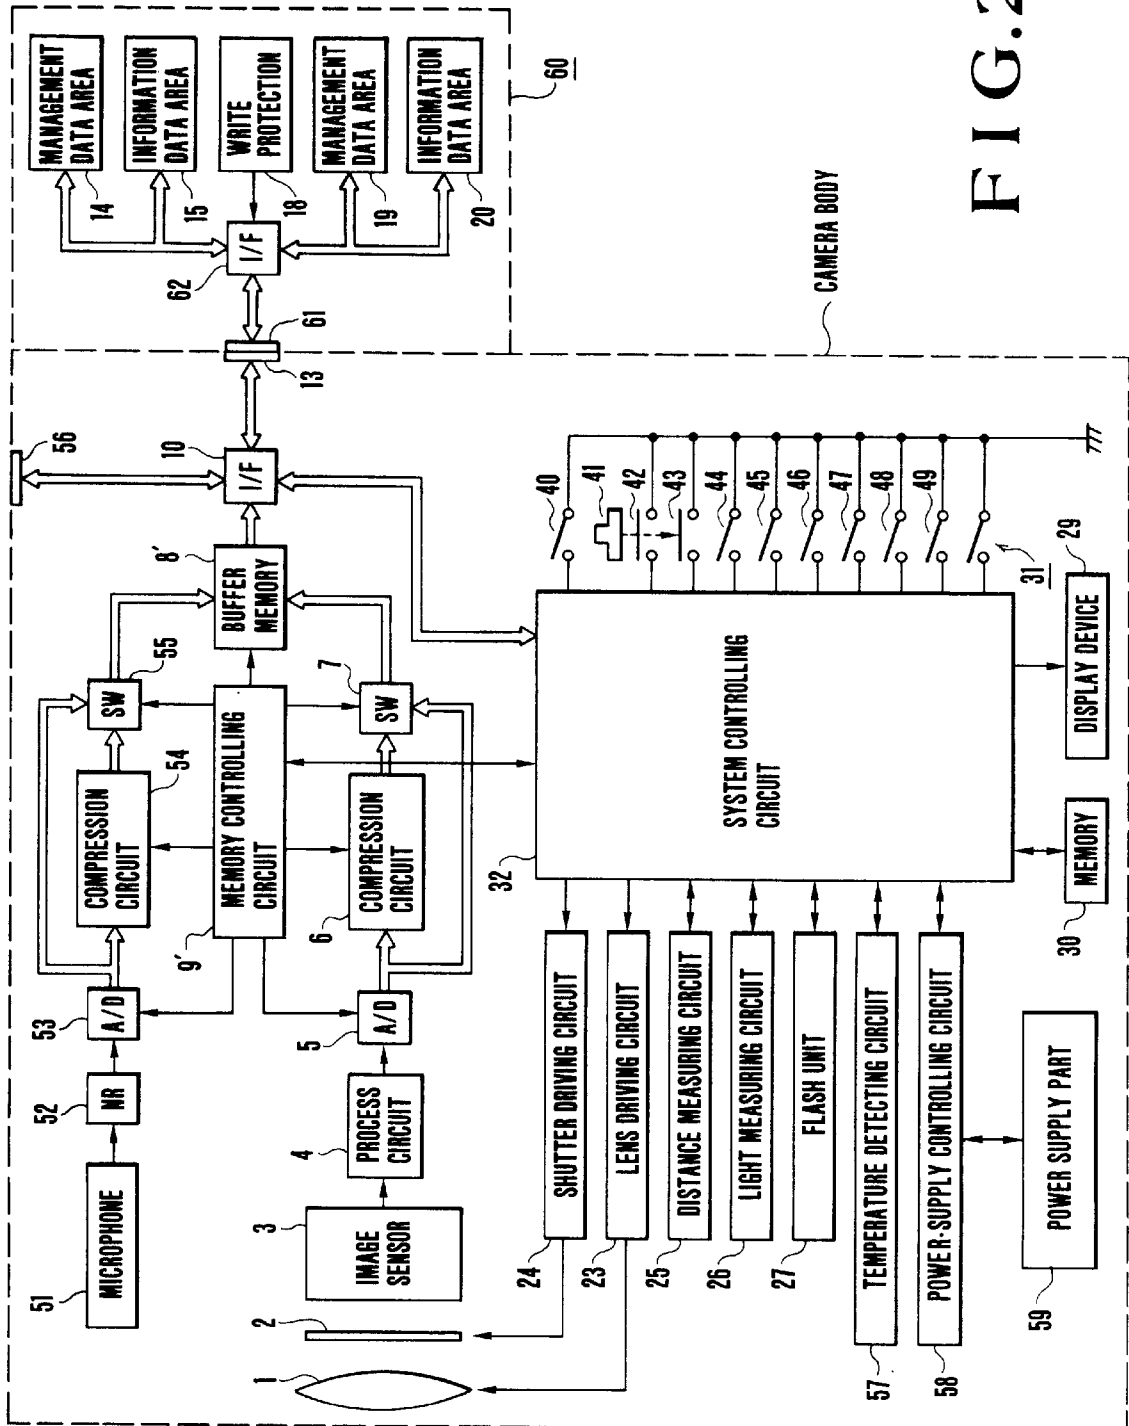 MICROPHONE
51
NR
52
A/D
53
COMPRESSION
CIRCUIT
54
SW
55
56
MEMORY CONTROLLING
CIRCUIT
9′
BUFFER
MEMORY
8′
I/F
10
13
61
I/F
62
MANAGEMENT
DATA AREA
14
INFORMATION
DATA AREA
15
WRITE
PROTECTION
18
MANAGEMENT
DATA AREA
19
INFORMATION
DATA AREA
20
60
1
2
IMAGE
SENSOR
3
PROCESS
CIRCUIT
4
A/D
5
COMPRESSION
CIRCUIT
6
SW
7
SHUTTER DRIVING CIRCUIT
24
LENS DRIVING CIRCUIT
23
DISTANCE MEASURING CIRCUIT
25
LIGHT MEASURING CIRCUIT
26
FLASH UNIT
27
TEMPERATURE DETECTING CIRCUIT
57
POWER-SUPPLY CONTROLLING CIRCUIT
58
POWER SUPPLY PART
59
SYSTEM CONTROLLING
CIRCUIT
32
MEMORY
30
DISPLAY DEVICE
29
40
41
42
43
44
45
46
47
48
49
31
CAMERA BODY
FIG.2